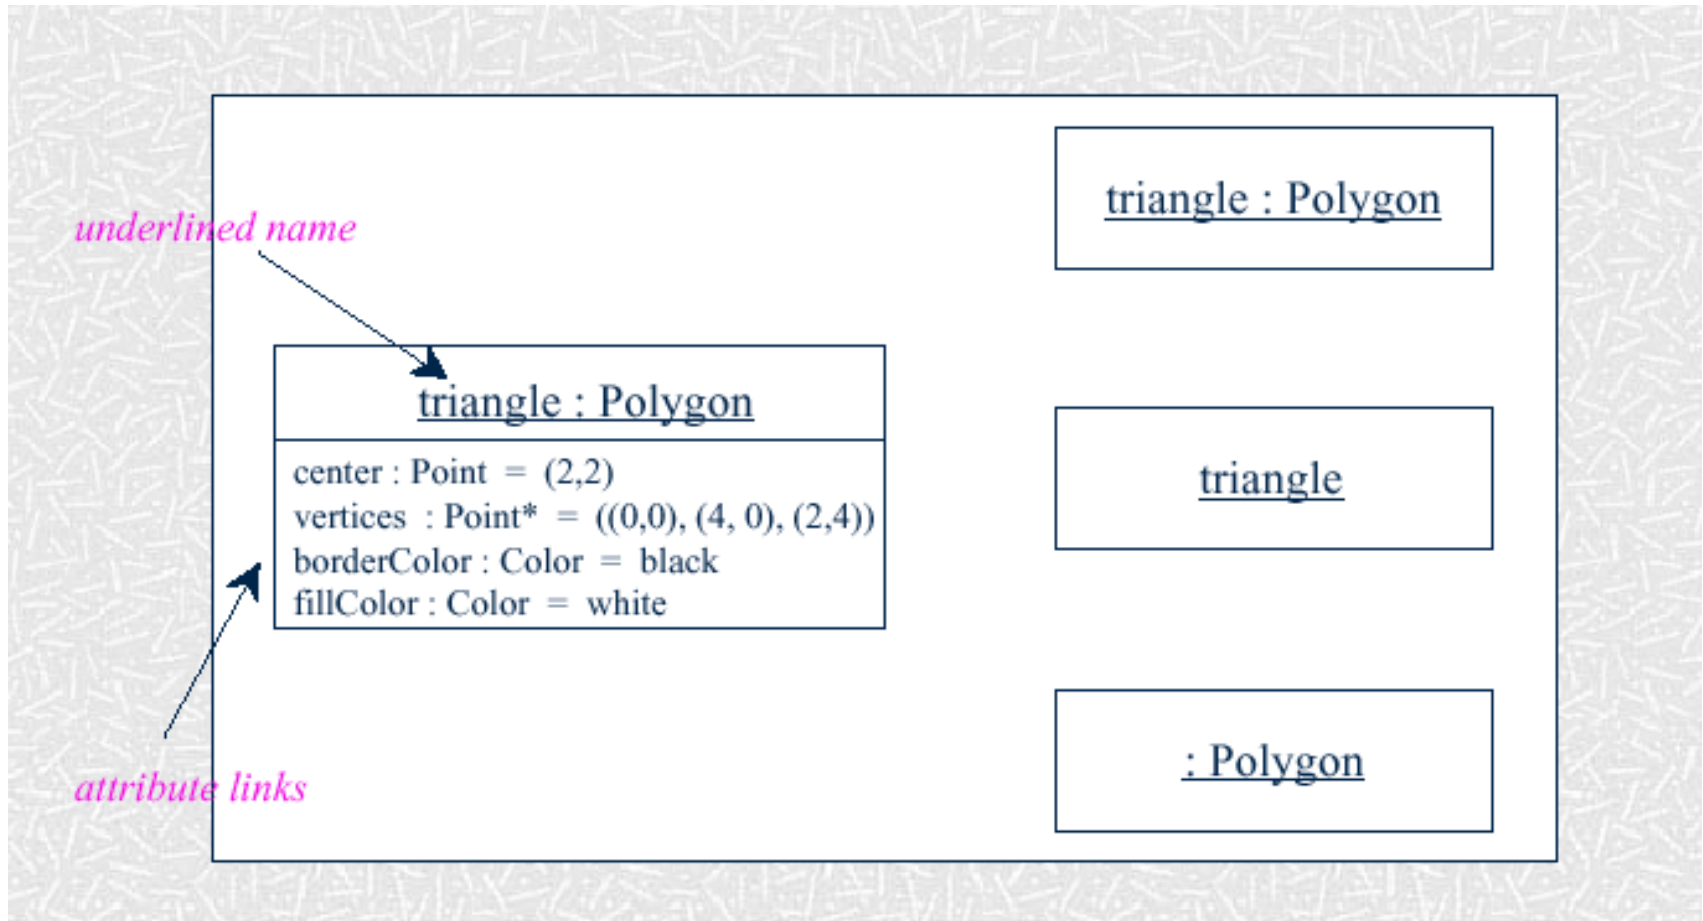 underlined name
triangle : Polygon
center : Point = (2,2)
vertices : Point* = ((0,0), (4, 0), (2,4))
borderColor : Color = black
fillColor : Color = white
attribute links
triangle : Polygon
triangle
: Polygon